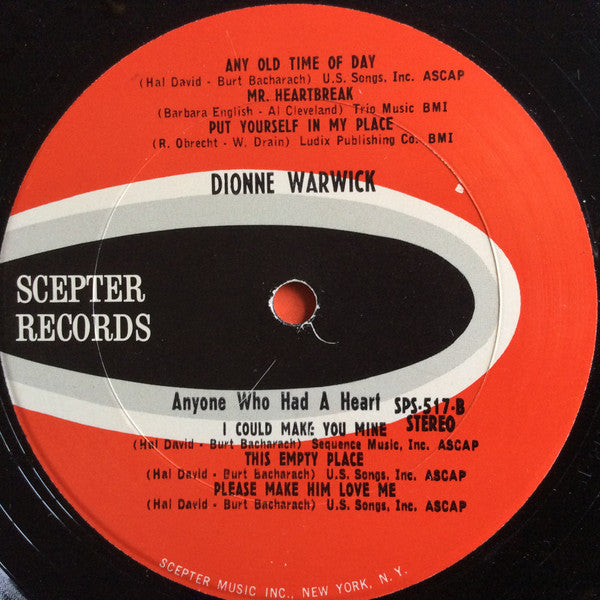 ANY OLD TIME OF DAY
(Hal David - Burt Bacharach) U.S. Songs, Inc. ASCAP
MR. HEARTBREAK
(Barbara English - Al Cleveland) Trio Music BMI
PUT YOURSELF IN MY PLACE
(R. Obrecht - W. Drain) Ludix Publishing Co. BMI
DIONNE WARWICK
SCEPTER
RECORDS
Anyone Who Had A Heart SPS-517-B
STEREO
I COULD MAKE YOU MINE
(Hal David - Burt Bacharach) Sequence Music, Inc. ASCAP
THIS EMPTY PLACE
(Hal David - Burt Bacharach) U.S. Songs, Inc. ASCAP
PLEASE MAKE HIM LOVE ME
(Hal David - Burt Bacharach) U.S. Songs, Inc. ASCAP
SCEPTER MUSIC INC., NEW YORK, N.Y.